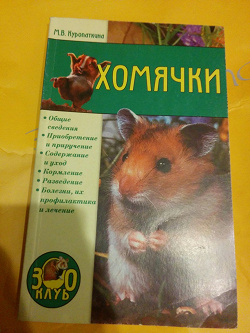 М.В. Куропаткина
ХОМЯЧКИ
• Общие
сведения
• Приобретение
и приручение
• Содержание
и уход
• Кормление
• Разведение
• Болезни, их
профилактика
и лечение
ЗОО
КЛУБ